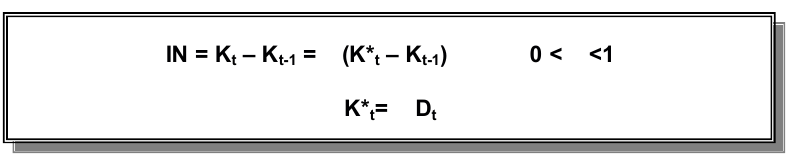 IN = Kₜ – Kₜ₋₁ = (K*ₜ – Kₜ₋₁) 0 < <1
K*ₜ= Dₜ